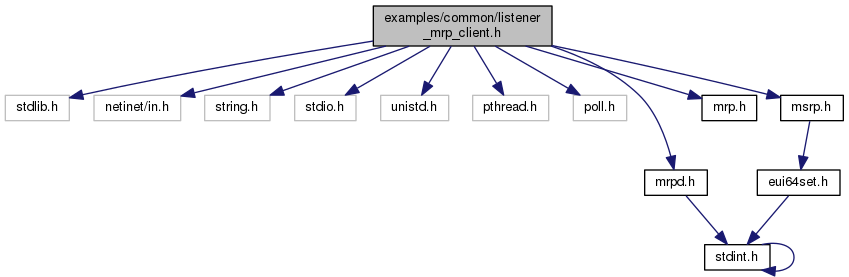 examples/common/listener
_mrp_client.h
stdlib.h
netinet/in.h
string.h
stdio.h
unistd.h
pthread.h
poll.h
mrp.h
msrp.h
mrpd.h
eui64set.h
stdint.h